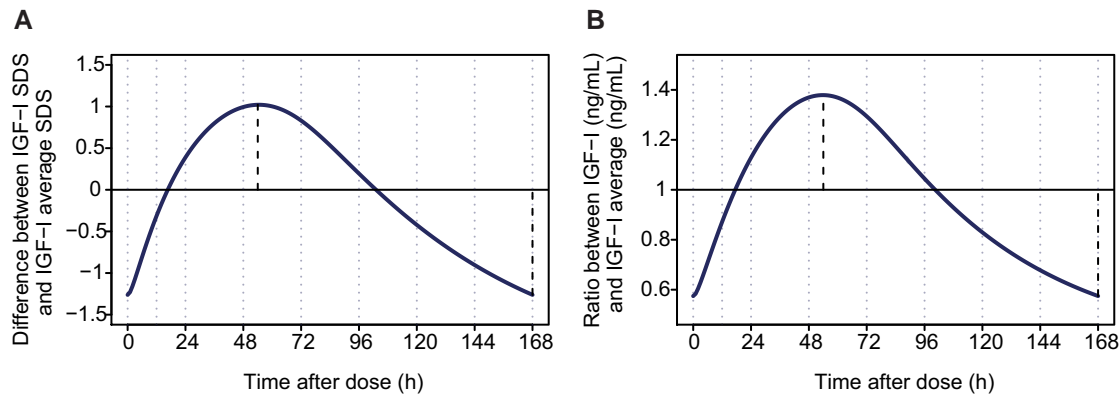 A
Difference between IGF−I SDS
and IGF−I average SDS
1.5
1
0.5
0
−0.5
−1
−1.5
0 24 48 72 96 120 144 168
Time after dose (h)
B
Ratio between IGF−I (ng/mL)
and IGF−I average (ng/mL)
1.4
1.2
1
0.8
0.6
0 24 48 72 96 120 144 168
Time after dose (h)